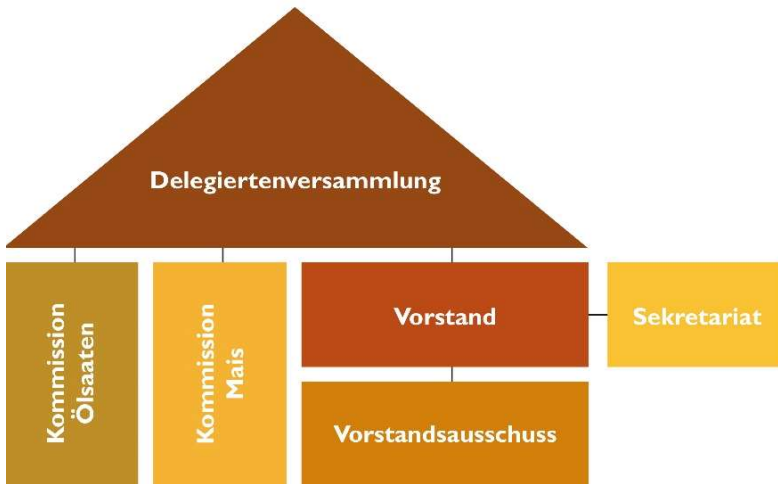 Delegiertenversammlung
Kommission
Ölsaaten
Kommission
Mais
Vorstand
Sekretariat
Vorstandsausschuss